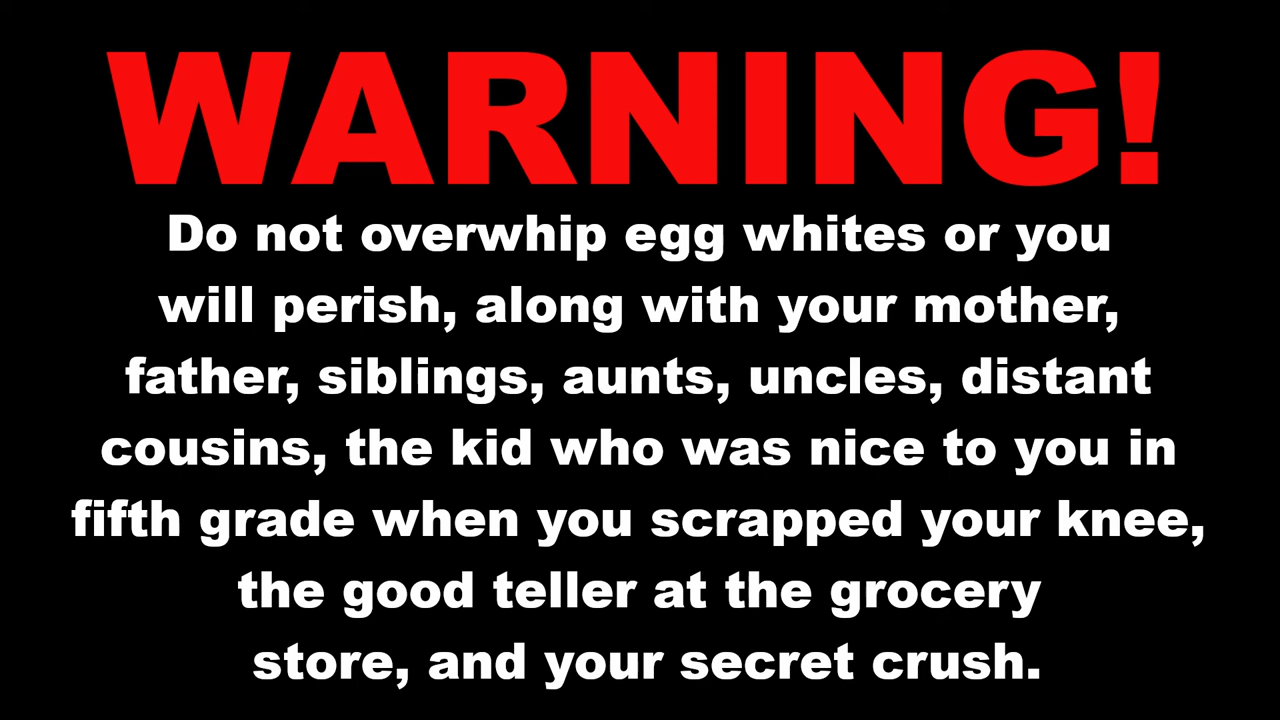 WARNING!
Do not overwhip egg whites or you
will perish, along with your mother,
father, siblings, aunts, uncles, distant
cousins, the kid who was nice to you in
fifth grade when you scrapped your knee,
the good teller at the grocery
store, and your secret crush.